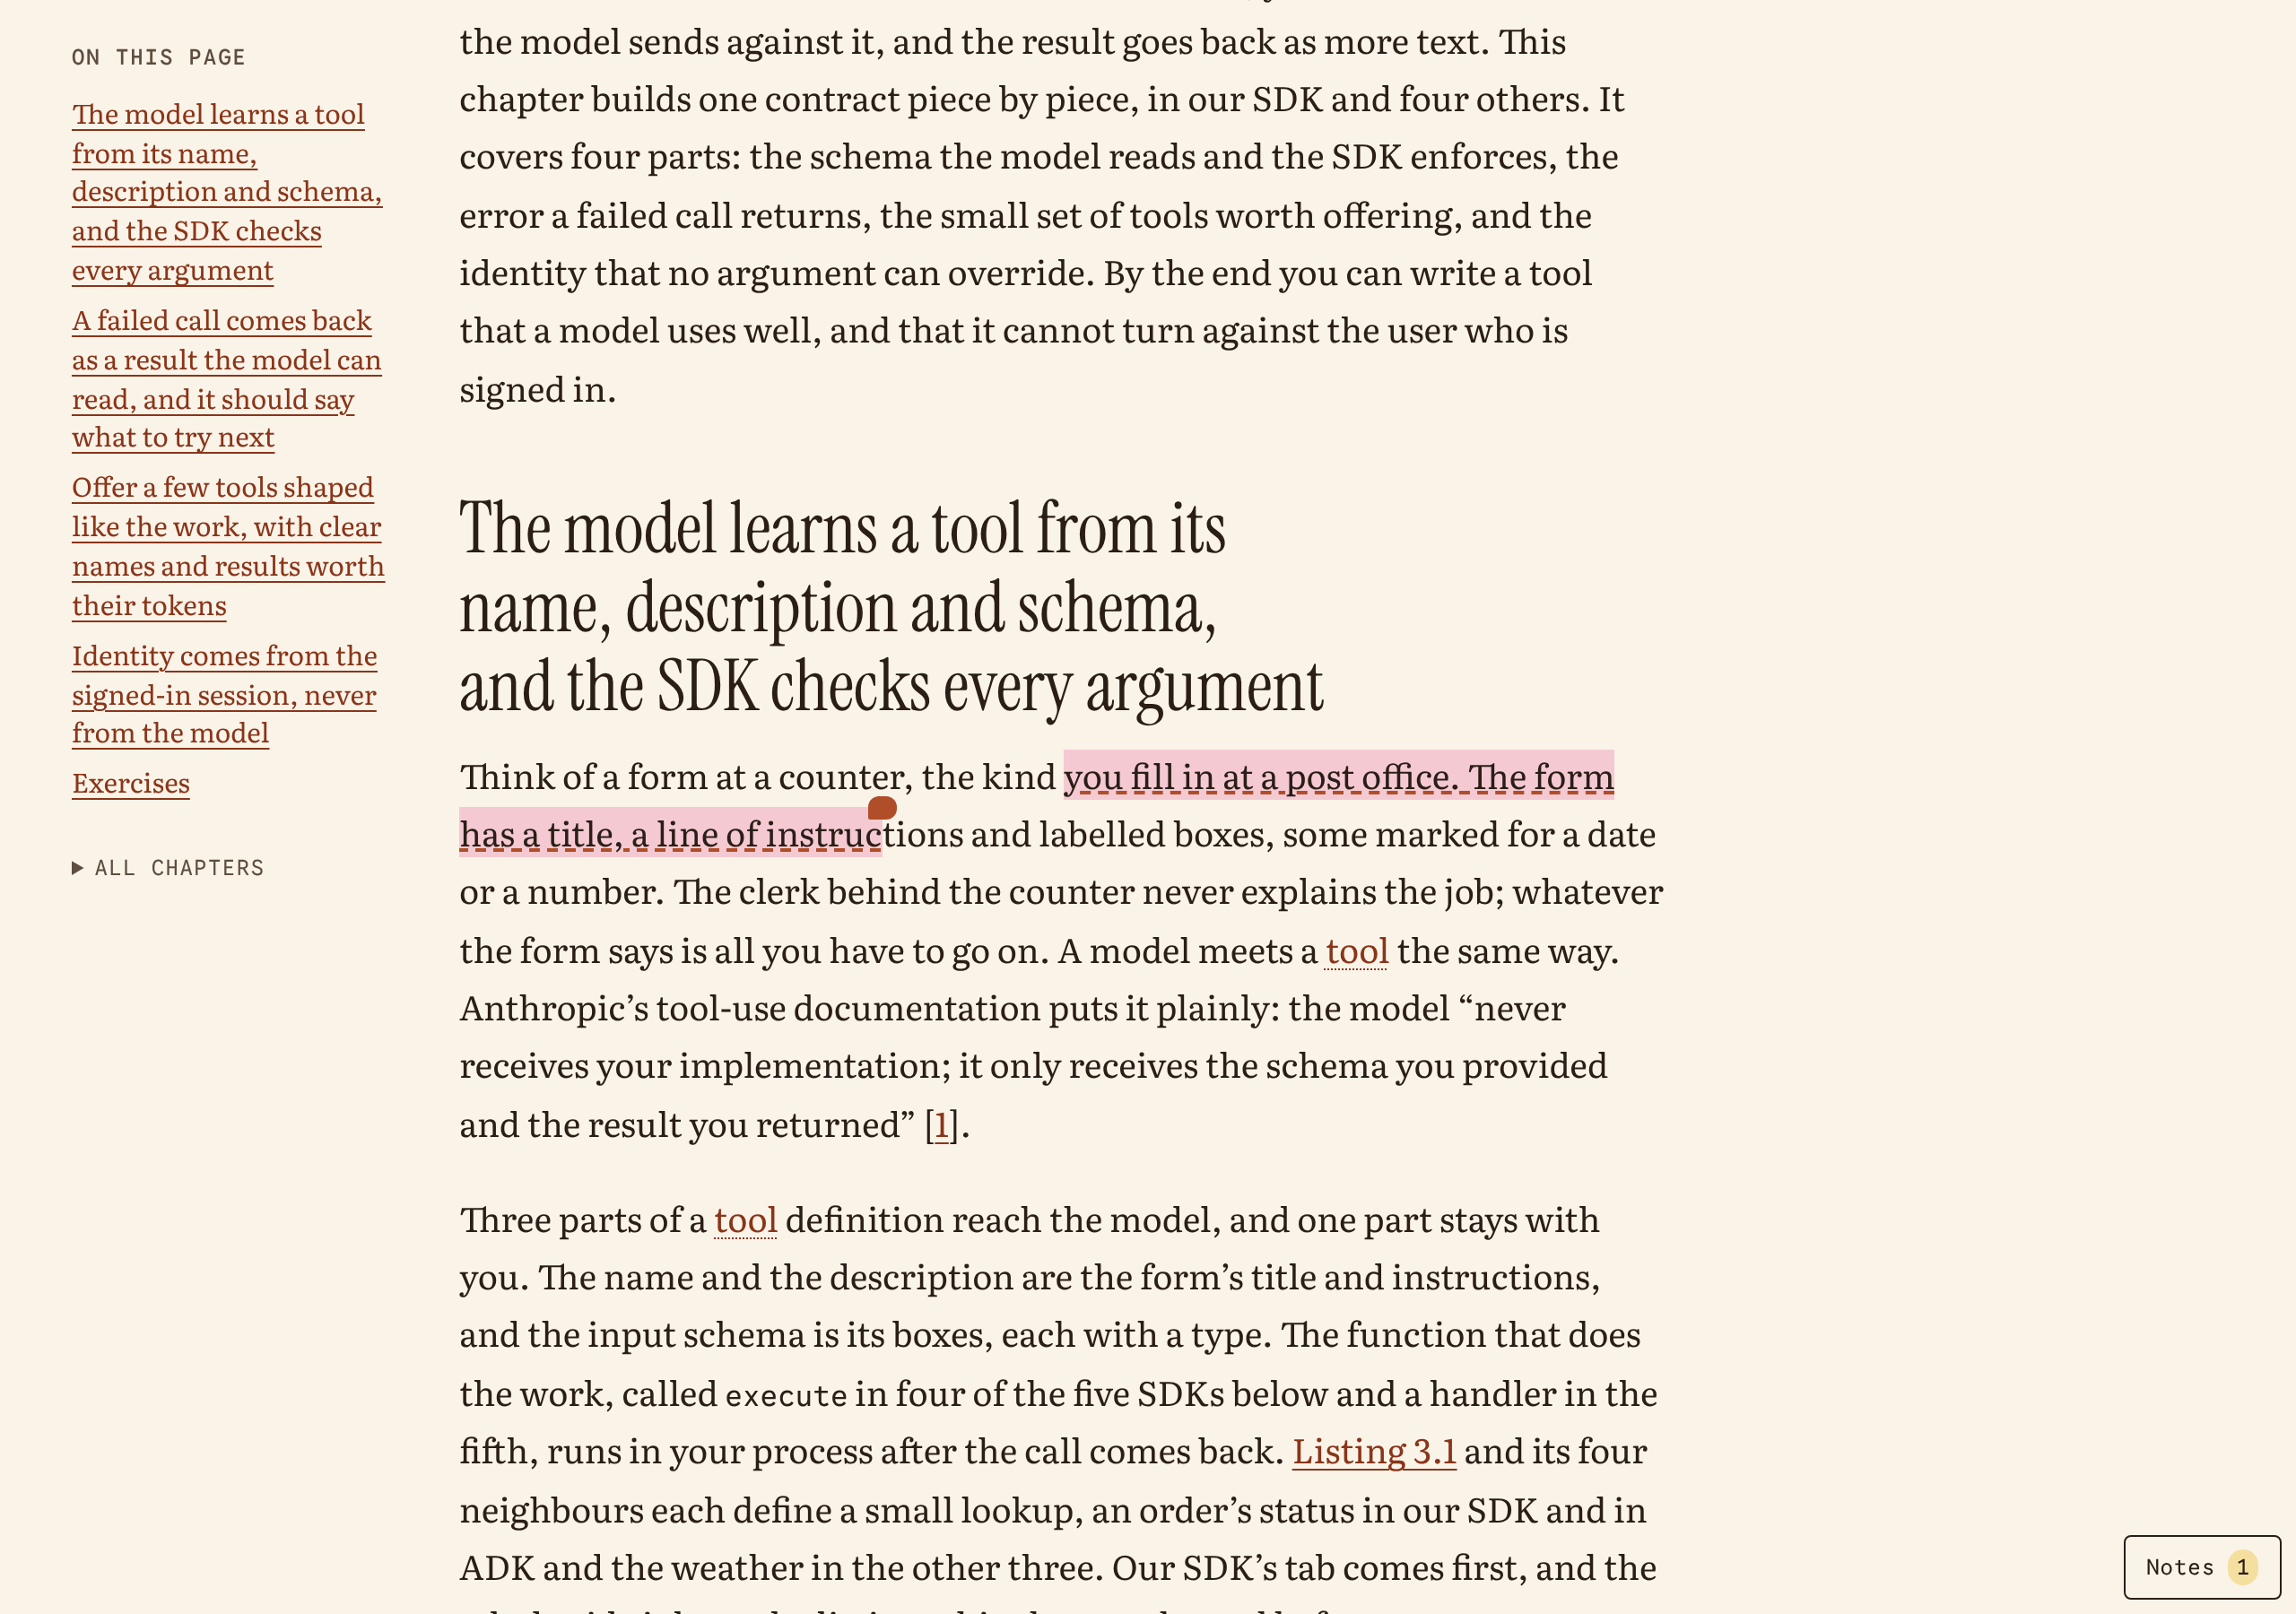 ON THIS PAGE
The model learns a tool
from its name,
description and schema,
and the SDK checks
every argument
A failed call comes back
as a result the model can
read, and it should say
what to try next
Offer a few tools shaped
like the work, with clear
names and results worth
their tokens
Identity comes from the
signed-in session, never
from the model
Exercises
▶ ALL CHAPTERS
the model sends against it, and the result goes back as more text. This
chapter builds one contract piece by piece, in our SDK and four others. It
covers four parts: the schema the model reads and the SDK enforces, the
error a failed call returns, the small set of tools worth offering, and the
identity that no argument can override. By the end you can write a tool
that a model uses well, and that it cannot turn against the user who is
signed in.
The model learns a tool from its
name, description and schema,
and the SDK checks every argument
Think of a form at a counter, the kind you fill in at a post office. The form
has a title, a line of instructions and labelled boxes, some marked for a date
or a number. The clerk behind the counter never explains the job; whatever
the form says is all you have to go on. A model meets a tool the same way.
Anthropic’s tool-use documentation puts it plainly: the model “never
receives your implementation; it only receives the schema you provided
and the result you returned” [1].
Three parts of a tool definition reach the model, and one part stays with
you. The name and the description are the form’s title and instructions,
and the input schema is its boxes, each with a type. The function that does
the work, called execute in four of the five SDKs below and a handler in the
fifth, runs in your process after the call comes back. Listing 3.1 and its four
neighbours each define a small lookup, an order’s status in our SDK and in
ADK and the weather in the other three. Our SDK’s tab comes first, and the
Notes 1